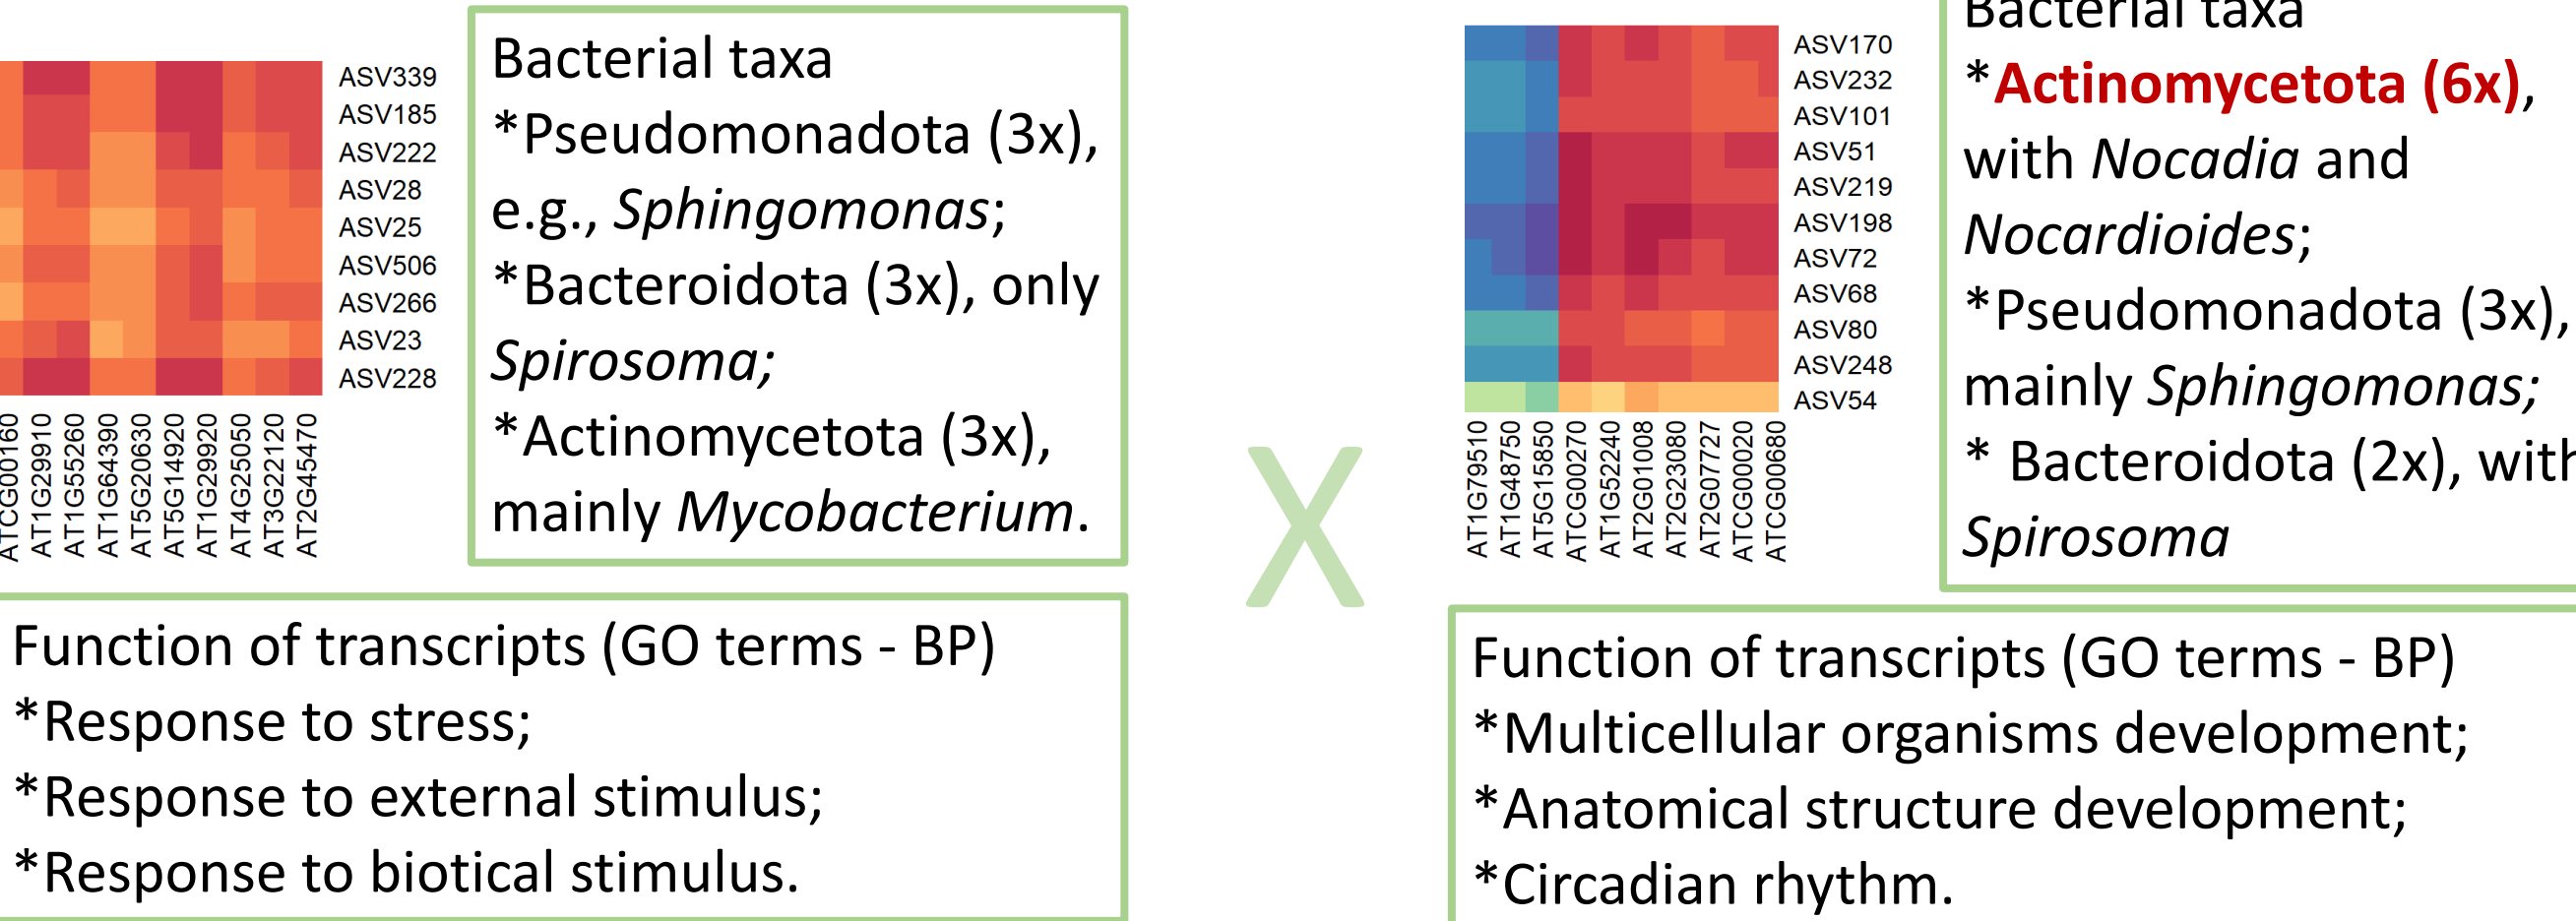 ASV339
ASV185
ASV222
ASV28
ASV25
ASV506
ASV266
ASV23
ASV228
ATCG00160
AT1G29910
AT1G55260
AT1G64390
AT5G20630
AT5G14920
AT1G29920
AT4G25050
AT3G22120
AT2G45470
Bacterial taxa
*Pseudomonadota (3x),
e.g., Sphingomonas;
*Bacteroidota (3x), only
Spirosoma;
*Actinomycetota (3x),
mainly Mycobacterium.
Function of transcripts (GO terms - BP)
*Response to stress;
*Response to external stimulus;
*Response to biotical stimulus.
X
ASV170
ASV232
ASV101
ASV51
ASV219
ASV198
ASV72
ASV68
ASV80
ASV248
ASV54
AT1G79510
AT1G48750
AT5G15850
ATCG00270
AT1G52240
AT2G01008
AT2G23080
AT2G07727
ATCG00020
ATCG00680
Bacterial taxa
*Actinomycetota (6x),
with Nocadia and
Nocardioides;
*Pseudomonadota (3x),
mainly Sphingomonas;
* Bacteroidota (2x), with
Spirosoma
Function of transcripts (GO terms - BP)
*Multicellular organisms development;
*Anatomical structure development;
*Circadian rhythm.